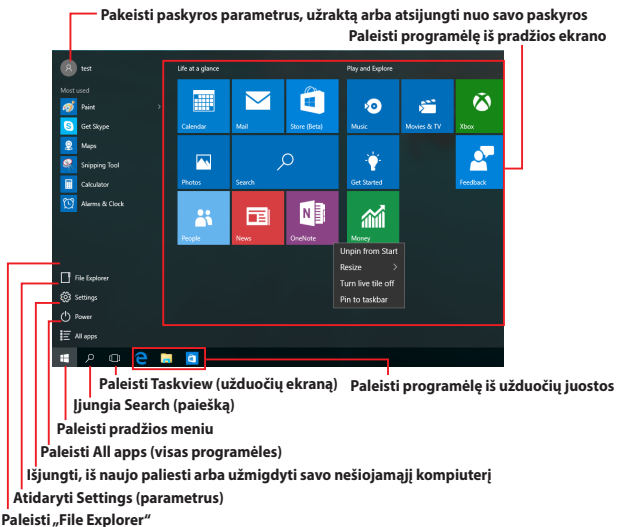 Pakeisti paskyros parametrus, užraktą arba atsijungti nuo savo paskyros
Paleisti programėlę iš pradžios ekrano
test
Most used
Paint
Get Skype
Maps
Snipping Tool
Calculator
Alarms & Clock
File Explorer
Settings
Power
All apps
Life at a glance
Play and Explore
Calendar
Mail
Store (Beta)
Music
Movies & TV
Xbox
Photos
Search
Get Started
Feedback
People
News
OneNote
Money
Unpin from Start
Resize
Turn live tile off
Pin to taskbar
Paleisti Taskview (užduočių ekraną)
Paleisti programėlę iš užduočių juostos
Įjungia Search (paiešką)
Paleisti pradžios meniu
Paleisti All apps (visas programėles)
Išjungti, iš naujo paliesti arba užmigdyti savo nešiojamąjį kompiuterį
Atidaryti Settings (parametrus)
Paleisti „File Explorer“